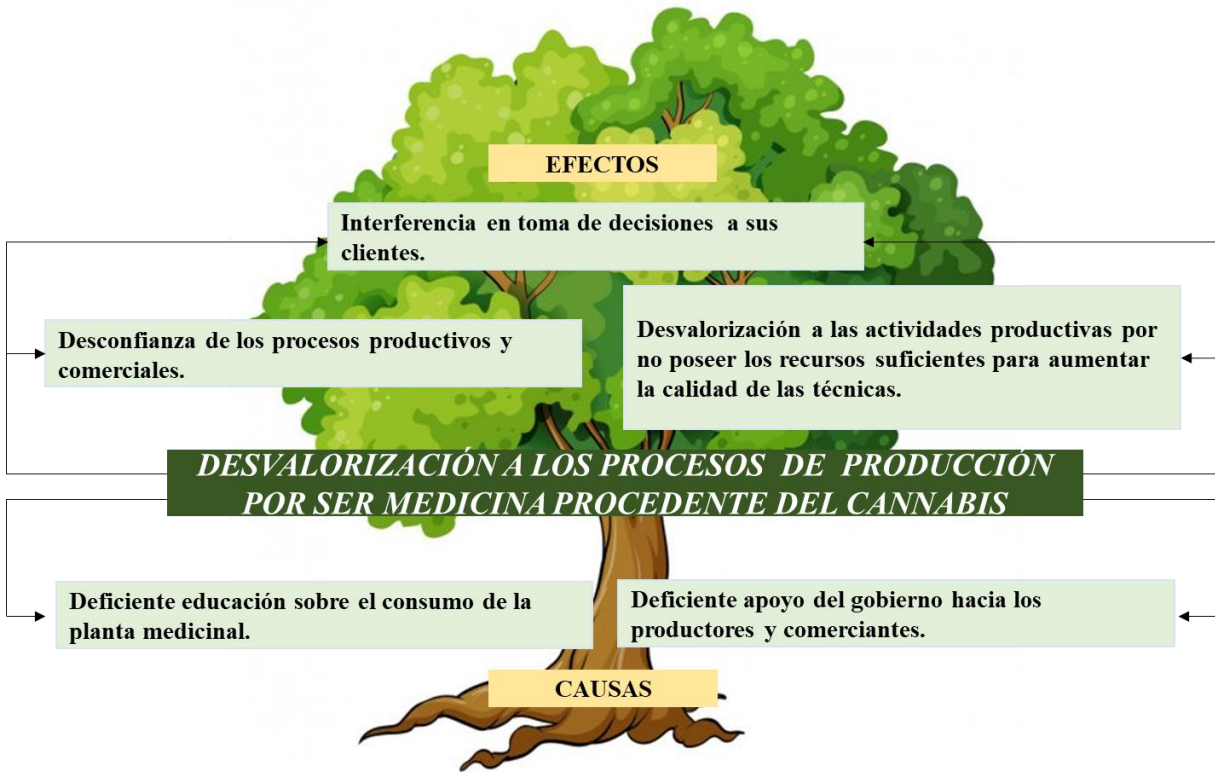 EFECTOS
Interferencia en toma de decisiones a sus
clientes.
Desconfianza de los procesos productivos y
comerciales.
Desvalorización a las actividades productivas por
no poseer los recursos suficientes para aumentar
la calidad de las técnicas.
DESVALORIZACIÓN A LOS PROCESOS DE PRODUCCIÓN
POR SER MEDICINA PROCEDENTE DEL CANNABIS
Deficiente educación sobre el consumo de la
planta medicinal.
Deficiente apoyo del gobierno hacia los
productores y comerciantes.
CAUSAS